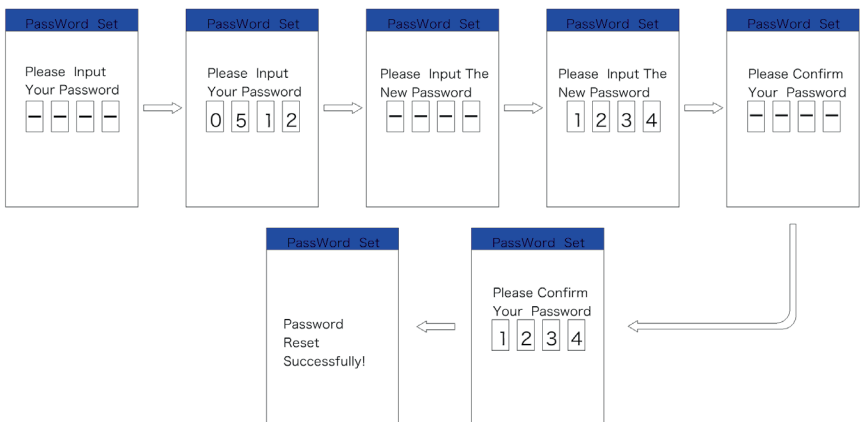 PassWord Set
Please Input
Your Password
– – – –
PassWord Set
Please Input
Your Password
0 5 1 2
PassWord Set
Please Input The
New Password
– – – –
PassWord Set
Please Input The
New Password
1 2 3 4
PassWord Set
Please Confirm
Your Password
– – – –
PassWord Set
Please Confirm
Your Password
1 2 3 4
PassWord Set
Password
Reset
Successfully!